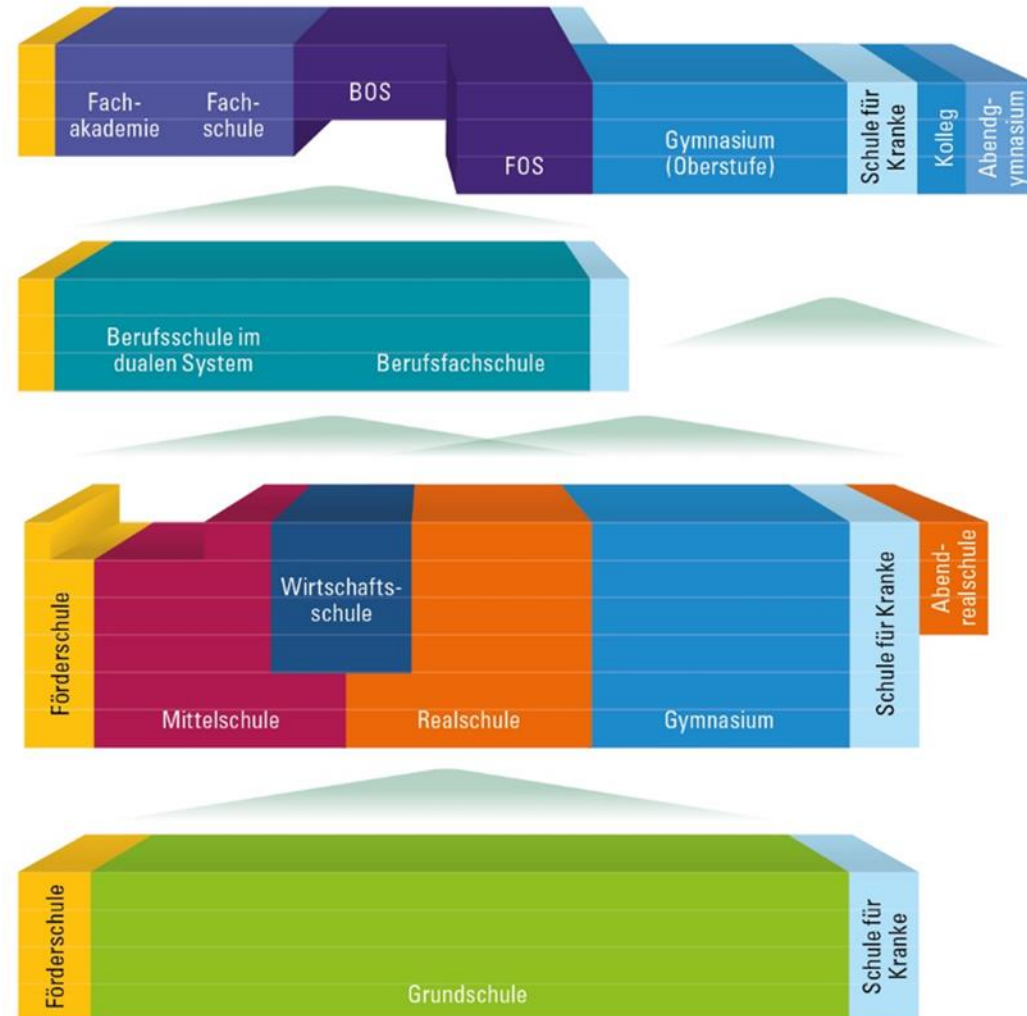 Fach-
akademie
Fach-
schule
BOS
FOS
Gymnasium
(Oberstufe)
Schule für
Kranke
Kolleg
Abendg-
ymnasium
Berufsschule im
dualen System
Berufsfachschule
Förderschule
Mittelschule
Wirtschafts-
schule
Realschule
Gymnasium
Schule für Kranke
Abend-
realschule
Förderschule
Grundschule
Schule für
Kranke